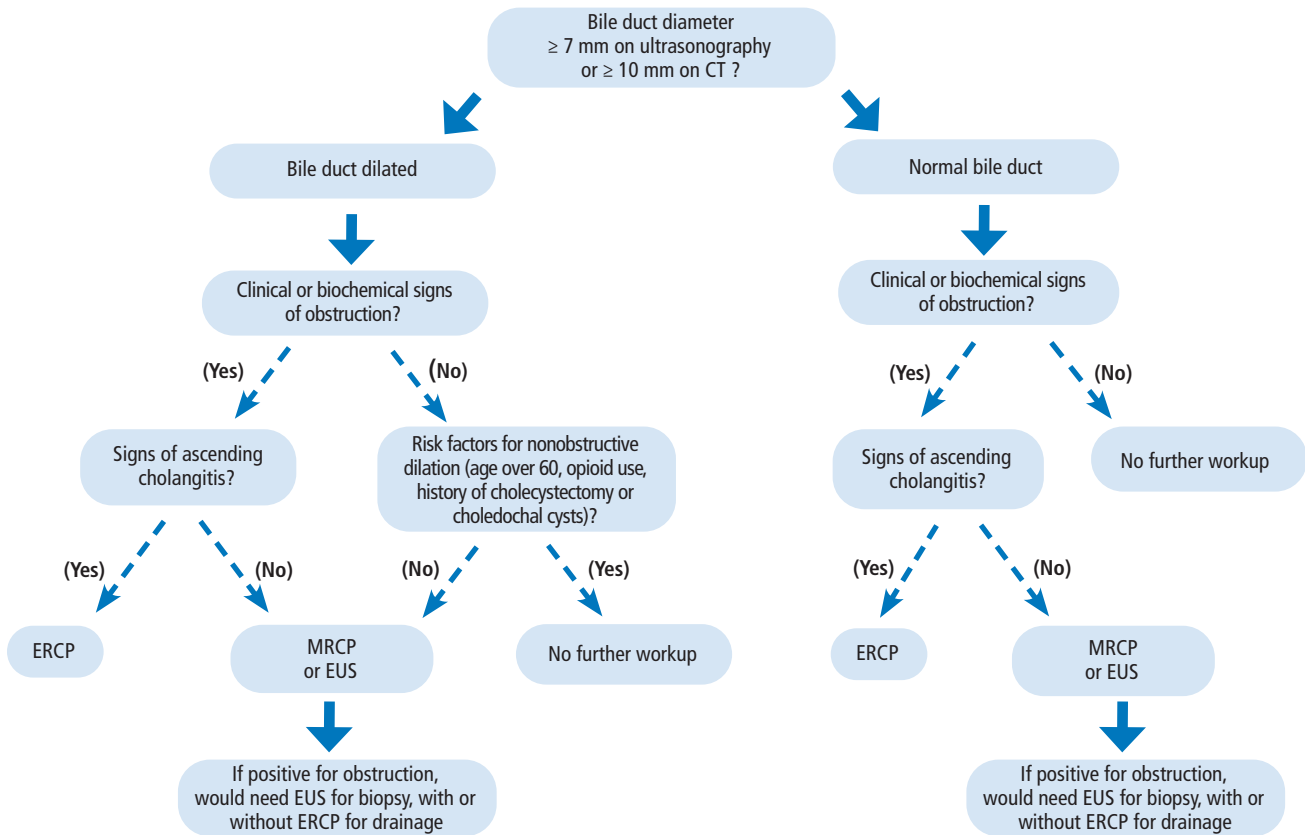 Bile duct diameter
≥ 7 mm on ultrasonography
or ≥ 10 mm on CT ?
Bile duct dilated
Normal bile duct
Clinical or biochemical signs
of obstruction?
Clinical or biochemical signs
of obstruction?
(Yes)
(No)
(Yes)
(No)
Signs of ascending
cholangitis?
Risk factors for nonobstructive
dilation (age over 60, opioid use,
history of cholecystectomy or
choledochal cysts)?
Signs of ascending
cholangitis?
No further workup
(Yes)
(No)
(No)
(Yes)
(Yes)
(No)
ERCP
MRCP
or EUS
No further workup
ERCP
MRCP
or EUS
If positive for obstruction,
would need EUS for biopsy, with or
without ERCP for drainage
If positive for obstruction,
would need EUS for biopsy, with or
without ERCP for drainage